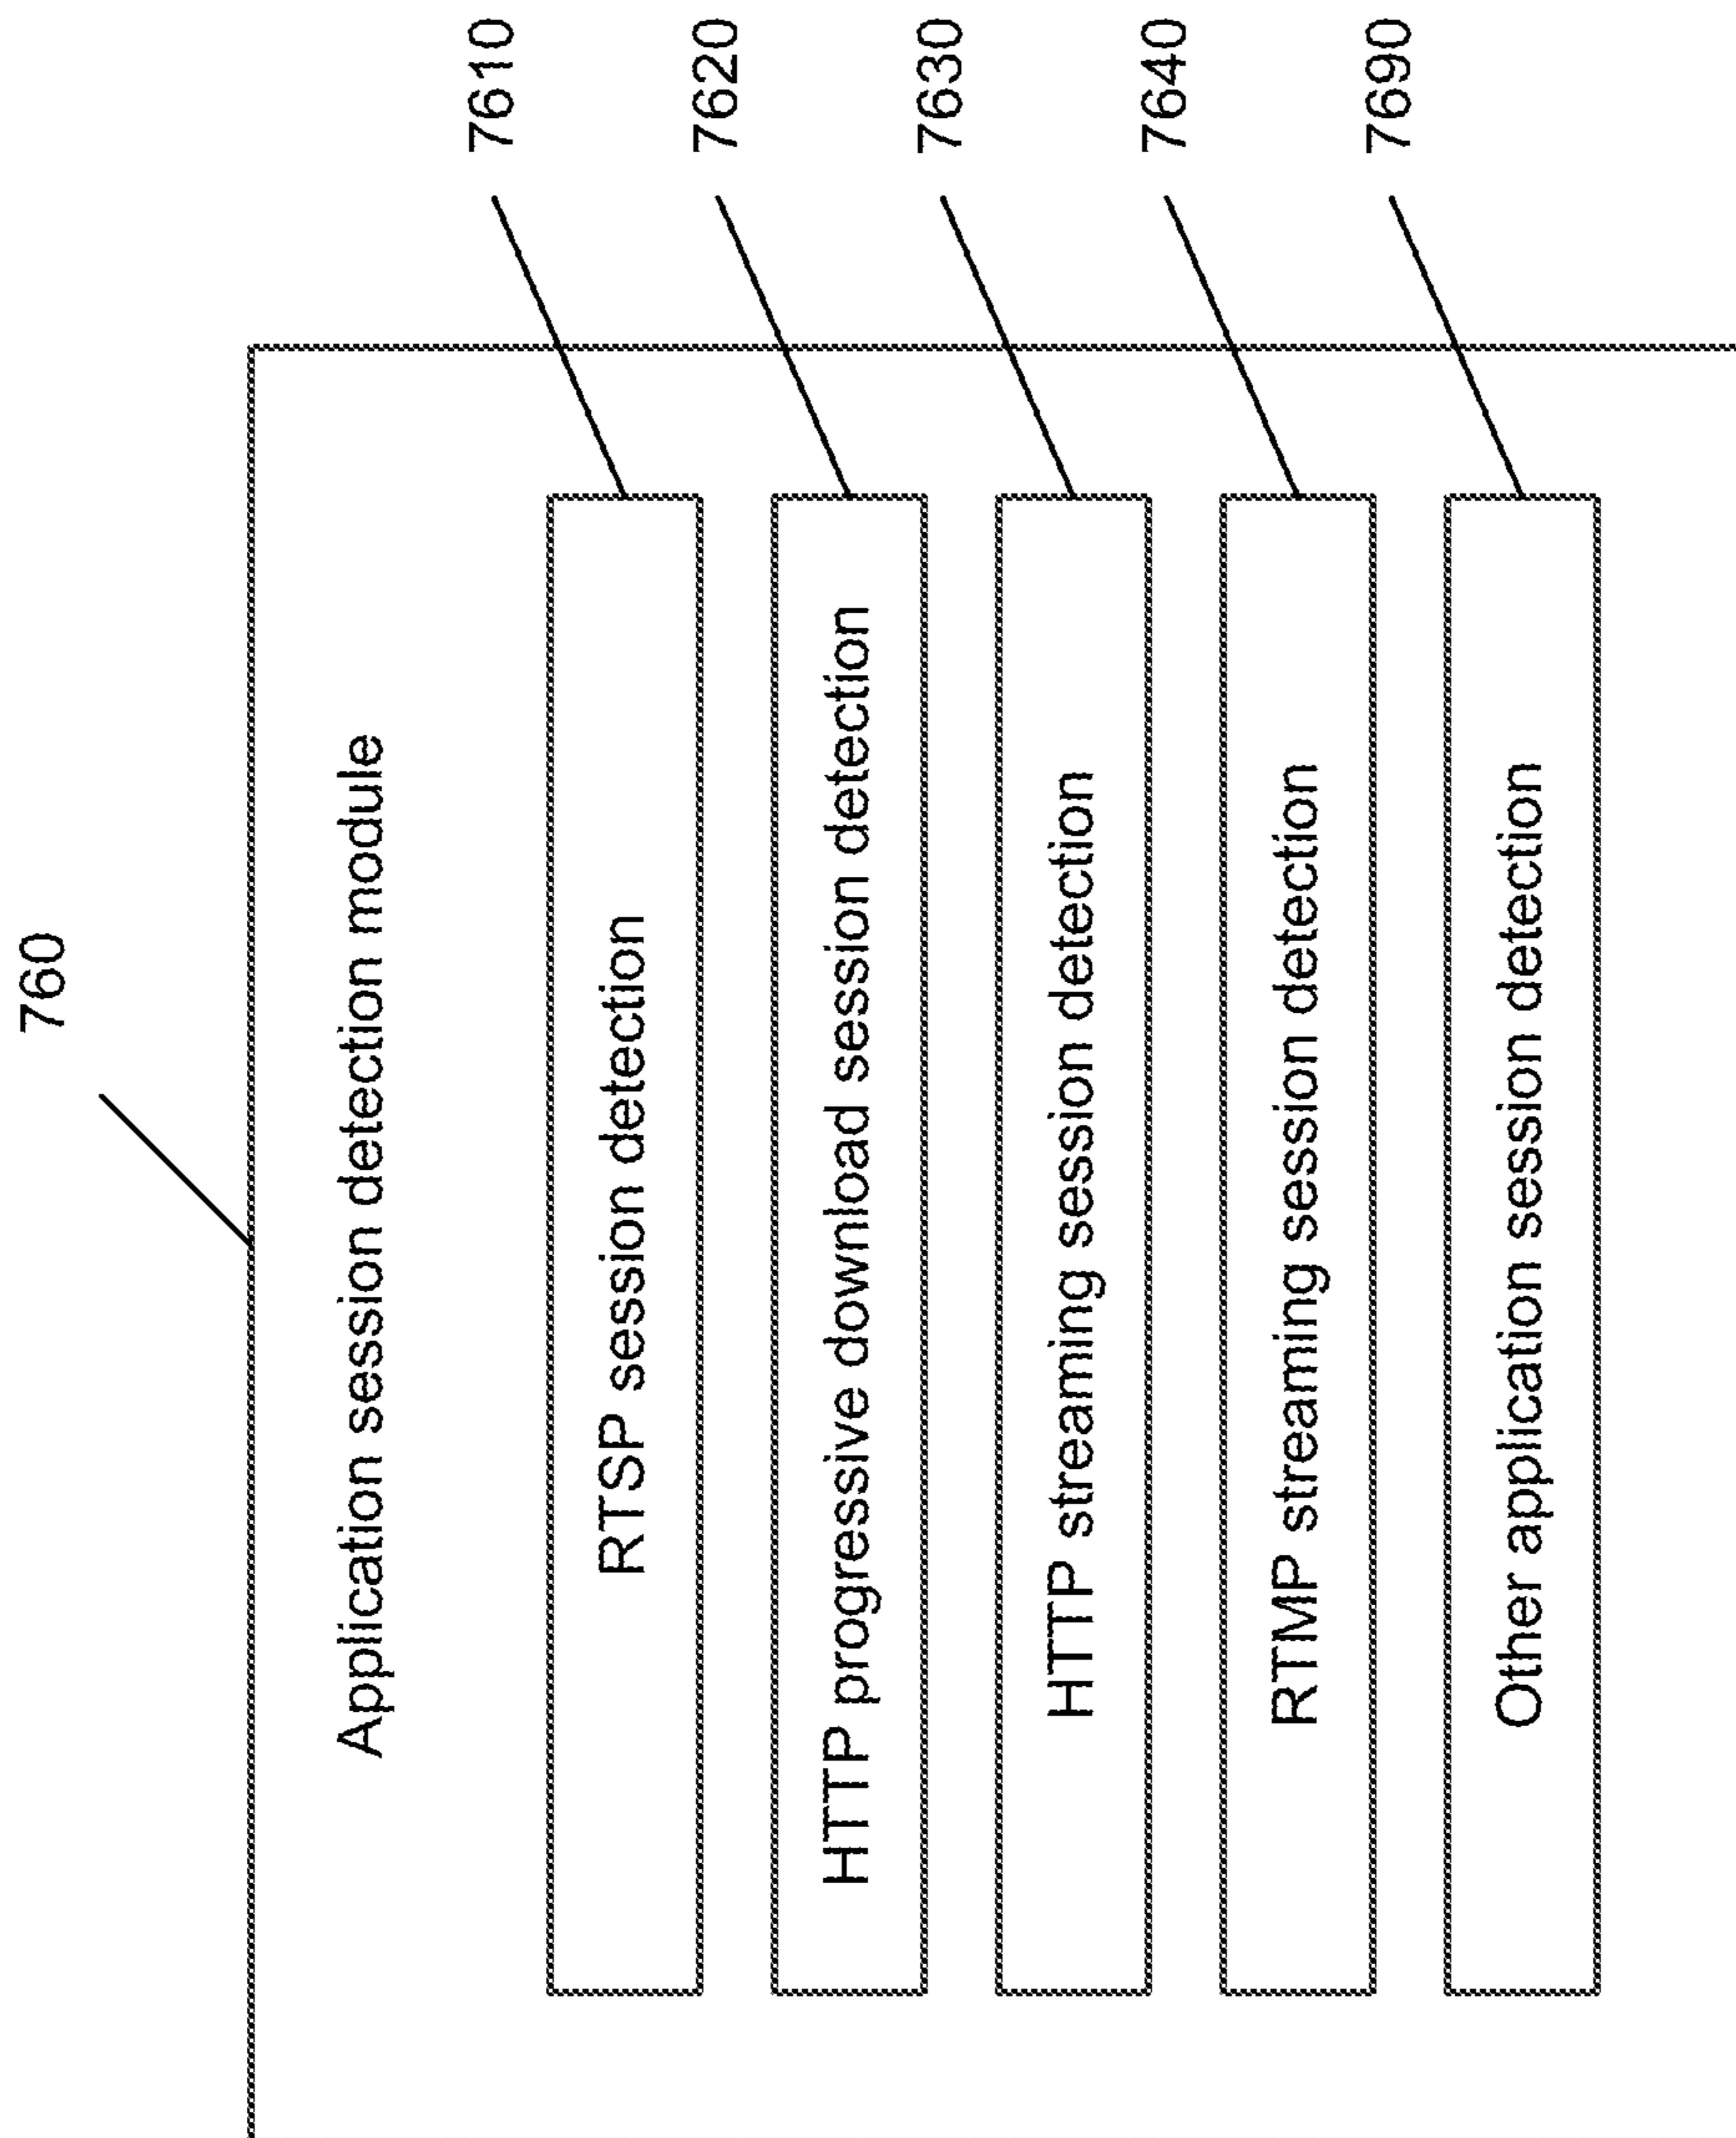 760
Application session detection module
RTSP session detection
7610
HTTP progressive download session detection
7620
HTTP streaming session detection
7630
RTMP streaming session detection
7640
Other application session detection
7690